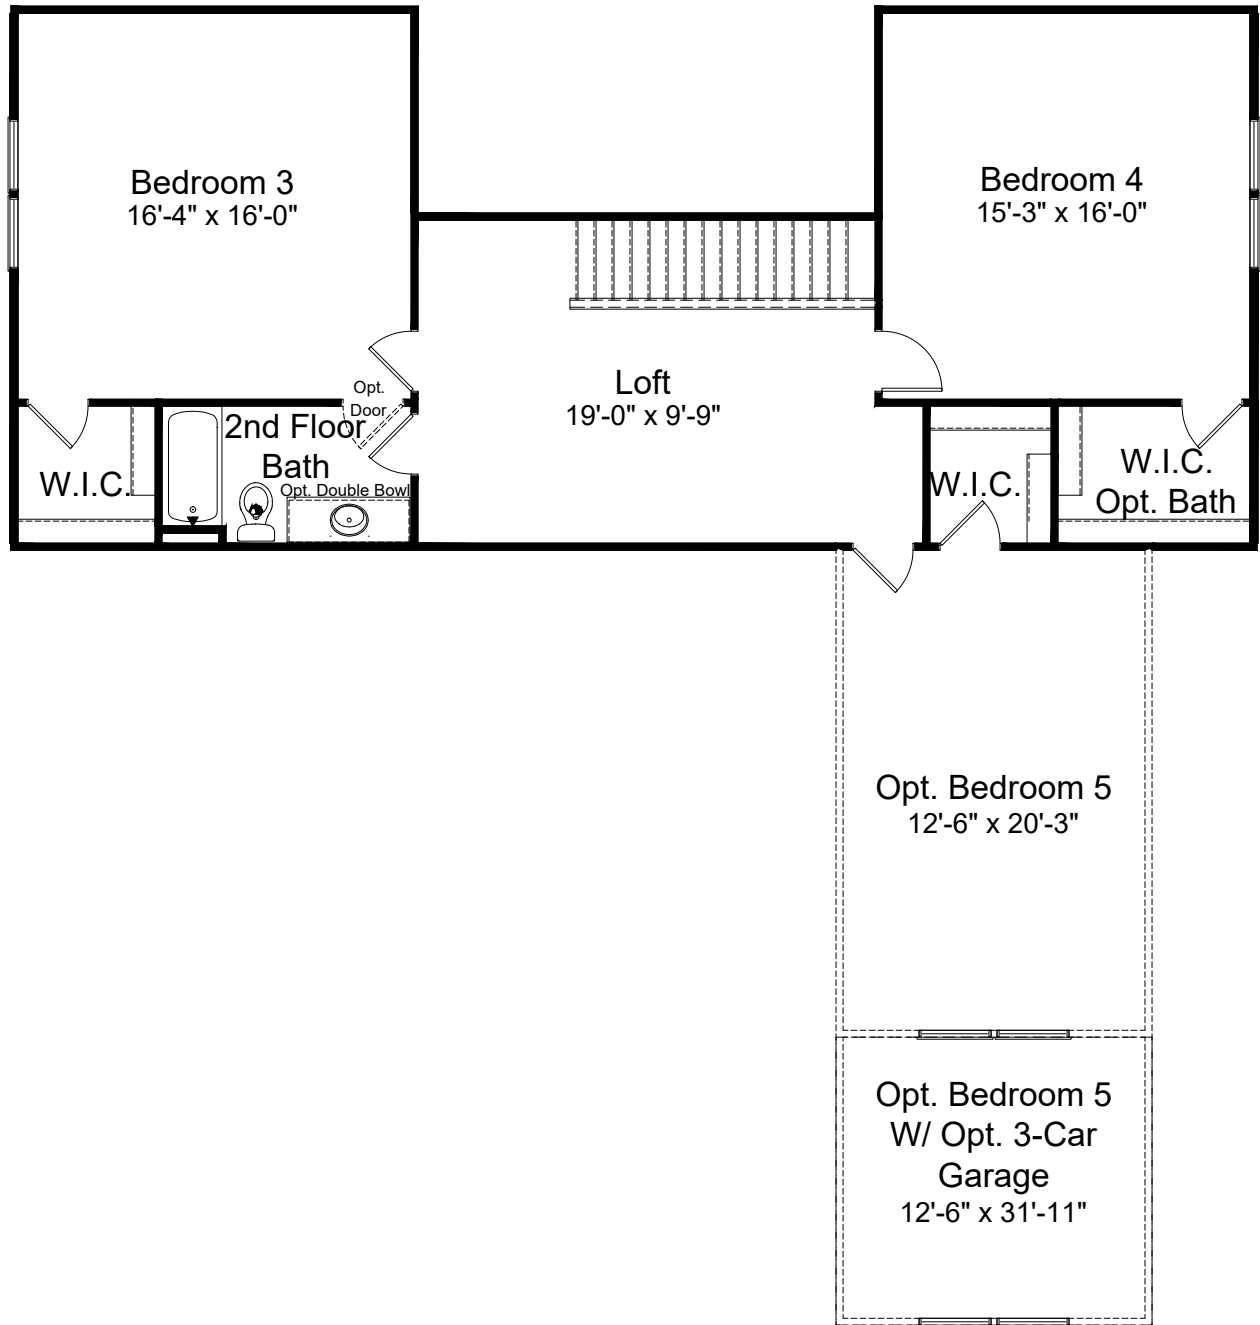 Bedroom 3
16'-4" x 16'-0"
Bedroom 4
15'-3" x 16'-0"
Loft
19'-0" x 9'-9"
Opt.
Door
2nd Floor
Bath
Opt. Double Bowl
W.I.C.
W.I.C.
W.I.C.
Opt. Bath
Opt. Bedroom 5
12'-6" x 20'-3"
Opt. Bedroom 5
W/ Opt. 3-Car
Garage
12'-6" x 31'-11"